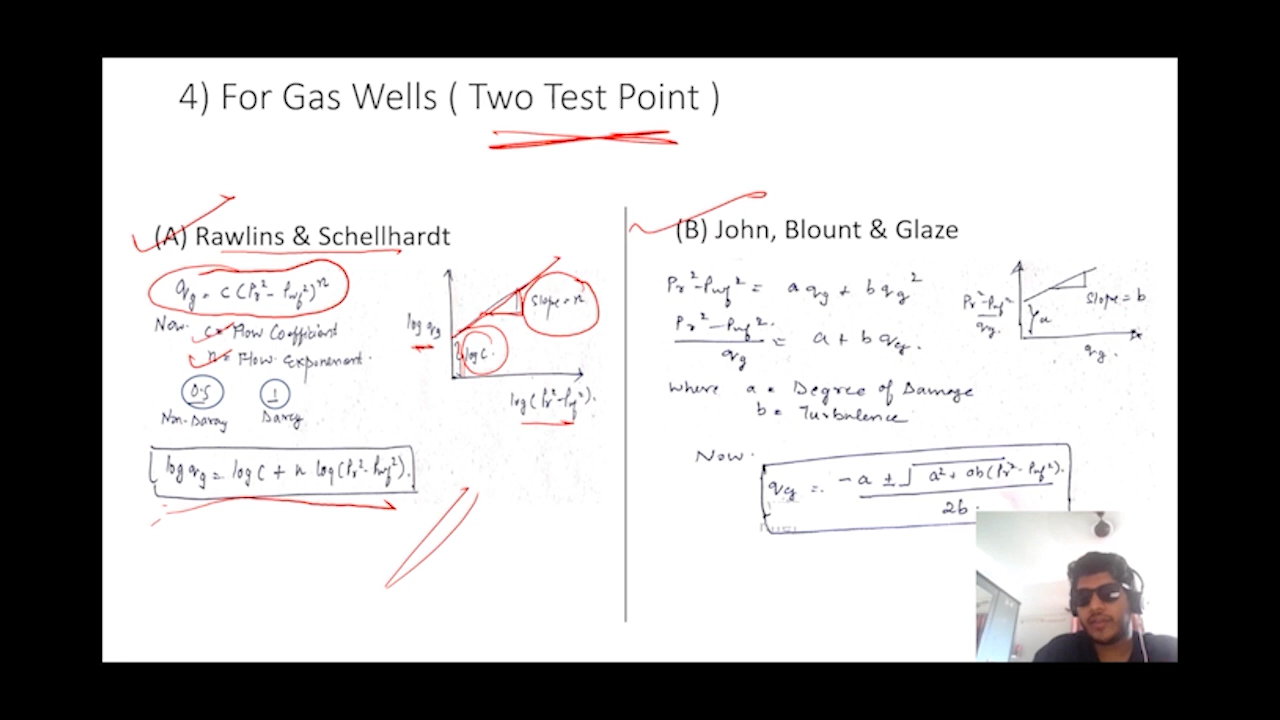 4) For Gas Wells ( Two Test Point )
(A) Rawlins & Schellhardt
qg = C (Pr² - Pwf²)ⁿ
Now. C = Flow Coefficient
n = Flow Exponent.
0.5 1
Non-Darcy Darcy
log qg = log C + n log (Pr² - Pwf²).
log qg
slope = n
log C.
log (Pr² - Pwf²).
(B) John, Blount & Glaze
Pr² - Pwf² = a qg + b qg²
Pr² - Pwf² / qg = a + b qg.
where a = Degree of Damage
b = Turbulence
Now.
qg = -a ± √ a² + ab (Pr² - Pwf²). / 2b.
Pr² - Pwf² / qg.
Slope = b
a
qg.